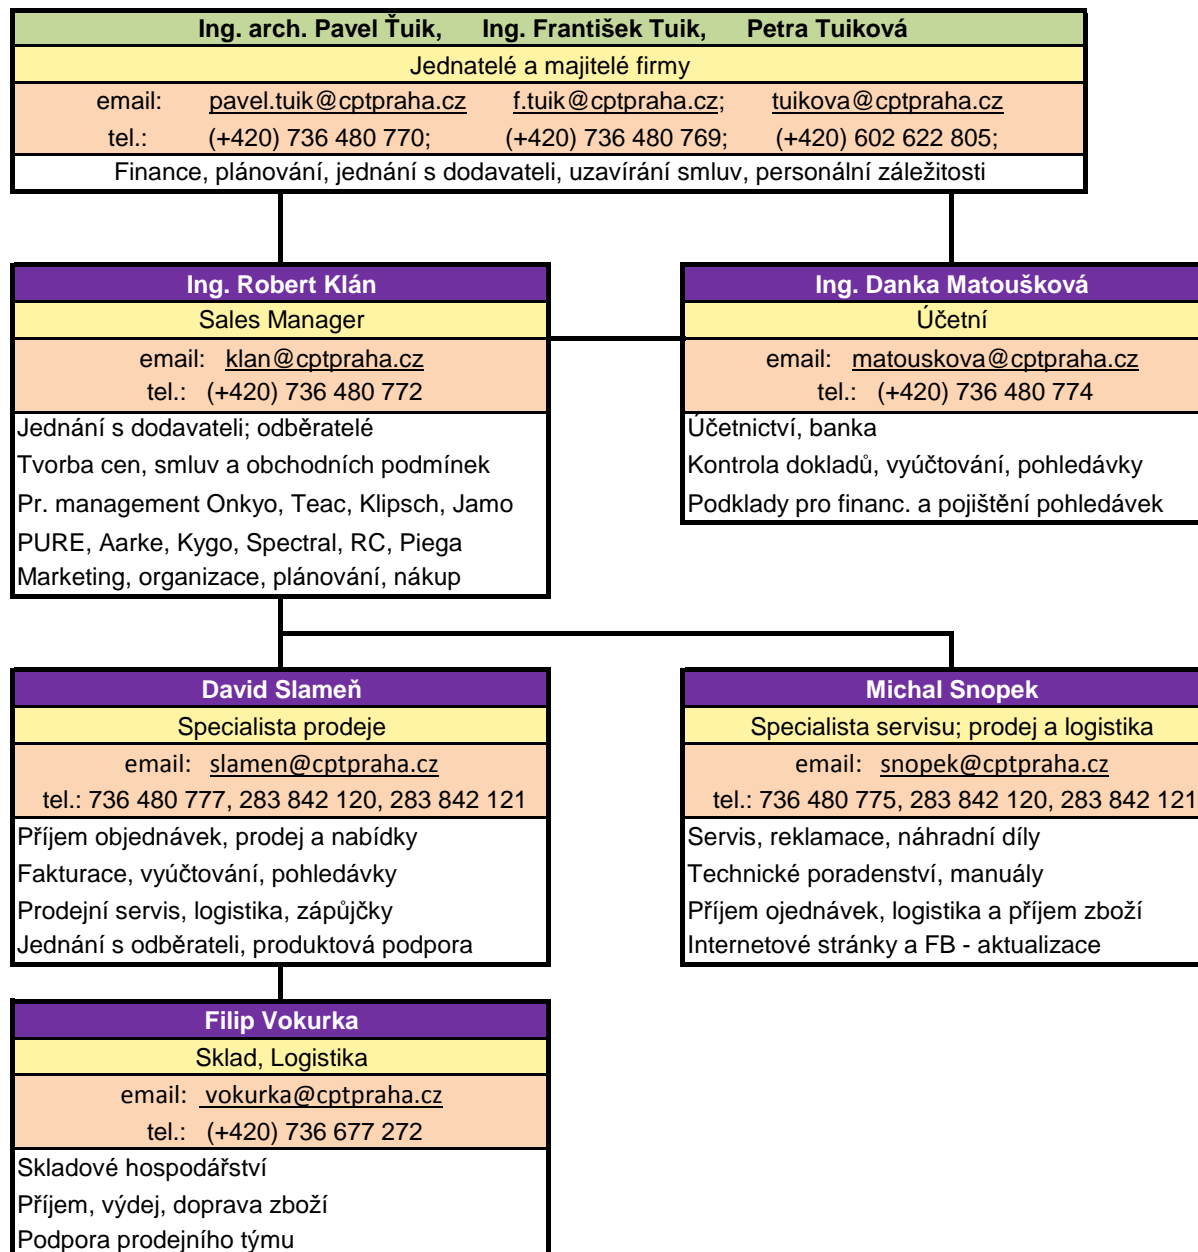 Ing. arch. Pavel Ťuik, Ing. František Tuik, Petra Tuiková
Jednatelé a majitelé firmy
email: pavel.tuik@cptpraha.cz f.tuik@cptpraha.cz; tuikova@cptpraha.cz
tel.: (+420) 736 480 770; (+420) 736 480 769; (+420) 602 622 805;
Finance, plánování, jednání s dodavateli, uzavírání smluv, personální záležitosti
Ing. Robert Klán
Sales Manager
email: klan@cptpraha.cz
tel.: (+420) 736 480 772
Jednání s dodavateli; odběratelé
Tvorba cen, smluv a obchodních podmínek
Pr. management Onkyo, Teac, Klipsch, Jamo
PURE, Aarke, Kygo, Spectral, RC, Piega
Marketing, organizace, plánování, nákup
Ing. Danka Matoušková
Účetní
email: matouskova@cptpraha.cz
tel.: (+420) 736 480 774
Účetnictví, banka
Kontrola dokladů, vyúčtování, pohledávky
Podklady pro financ. a pojištění pohledávek
David Slameň
Specialista prodeje
email: slamen@cptpraha.cz
tel.: 736 480 777, 283 842 120, 283 842 121
Příjem objednávek, prodej a nabídky
Fakturace, vyúčtování, pohledávky
Prodejní servis, logistika, zápůjčky
Jednání s odběrateli, produktová podpora
Michal Snopek
Specialista servisu; prodej a logistika
email: snopek@cptpraha.cz
tel.: 736 480 775, 283 842 120, 283 842 121
Servis, reklamace, náhradní díly
Technické poradenství, manuály
Příjem ojednávek, logistika a příjem zboží
Internetové stránky a FB - aktualizace
Filip Vokurka
Sklad, Logistika
email: vokurka@cptpraha.cz
tel.: (+420) 736 677 272
Skladové hospodářství
Příjem, výdej, doprava zboží
Podpora prodejního týmu